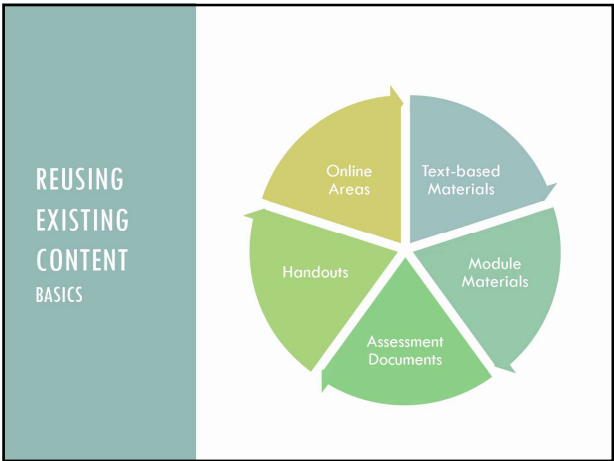 REUSING
EXISTING
CONTENT
BASICS
Online
Areas
Text-based
Materials
Handouts
Module
Materials
Assessment
Documents